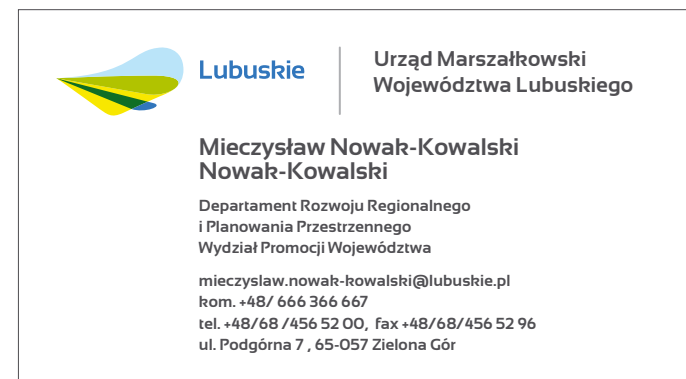 Lubuskie
Urząd Marszałkowski
Województwa Lubuskiego
Mieczysław Nowak-Kowalski
Nowak-Kowalski
Departament Rozwoju Regionalnego
i Planowania Przestrzennego
Wydział Promocji Województwa
mieczyslaw.nowak-kowalski@lubuskie.pl
kom. +48/ 666 366 667
tel. +48/68 /456 52 00, fax +48/68/456 52 96
ul. Podgórna 7 , 65-057 Zielona Gór